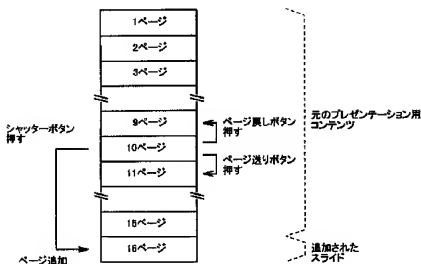 1ページ
2ページ
3ページ
9ページ
10ページ
11ページ
15ページ
16ページ
シャッターボタン
押す
ページ追加
ページ戻しボタン
押す
ページ送りボタン
押す
元のプレゼンテーション用
コンテンツ
追加された
スライド